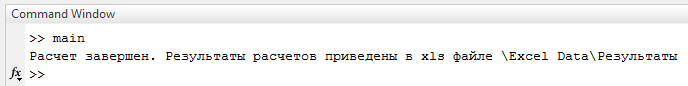 Command Window
>> main
Расчет завершен. Результаты расчетов приведены в xls файле \Excel Data\Результаты
fx >>